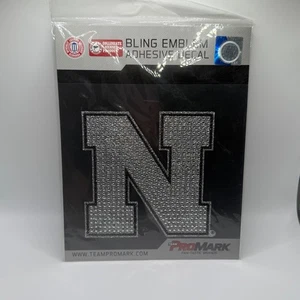 BLING EMBLEM
ADHESIVE DECAL
N
PROMARK
WWW.TEAMPROMARK.COM